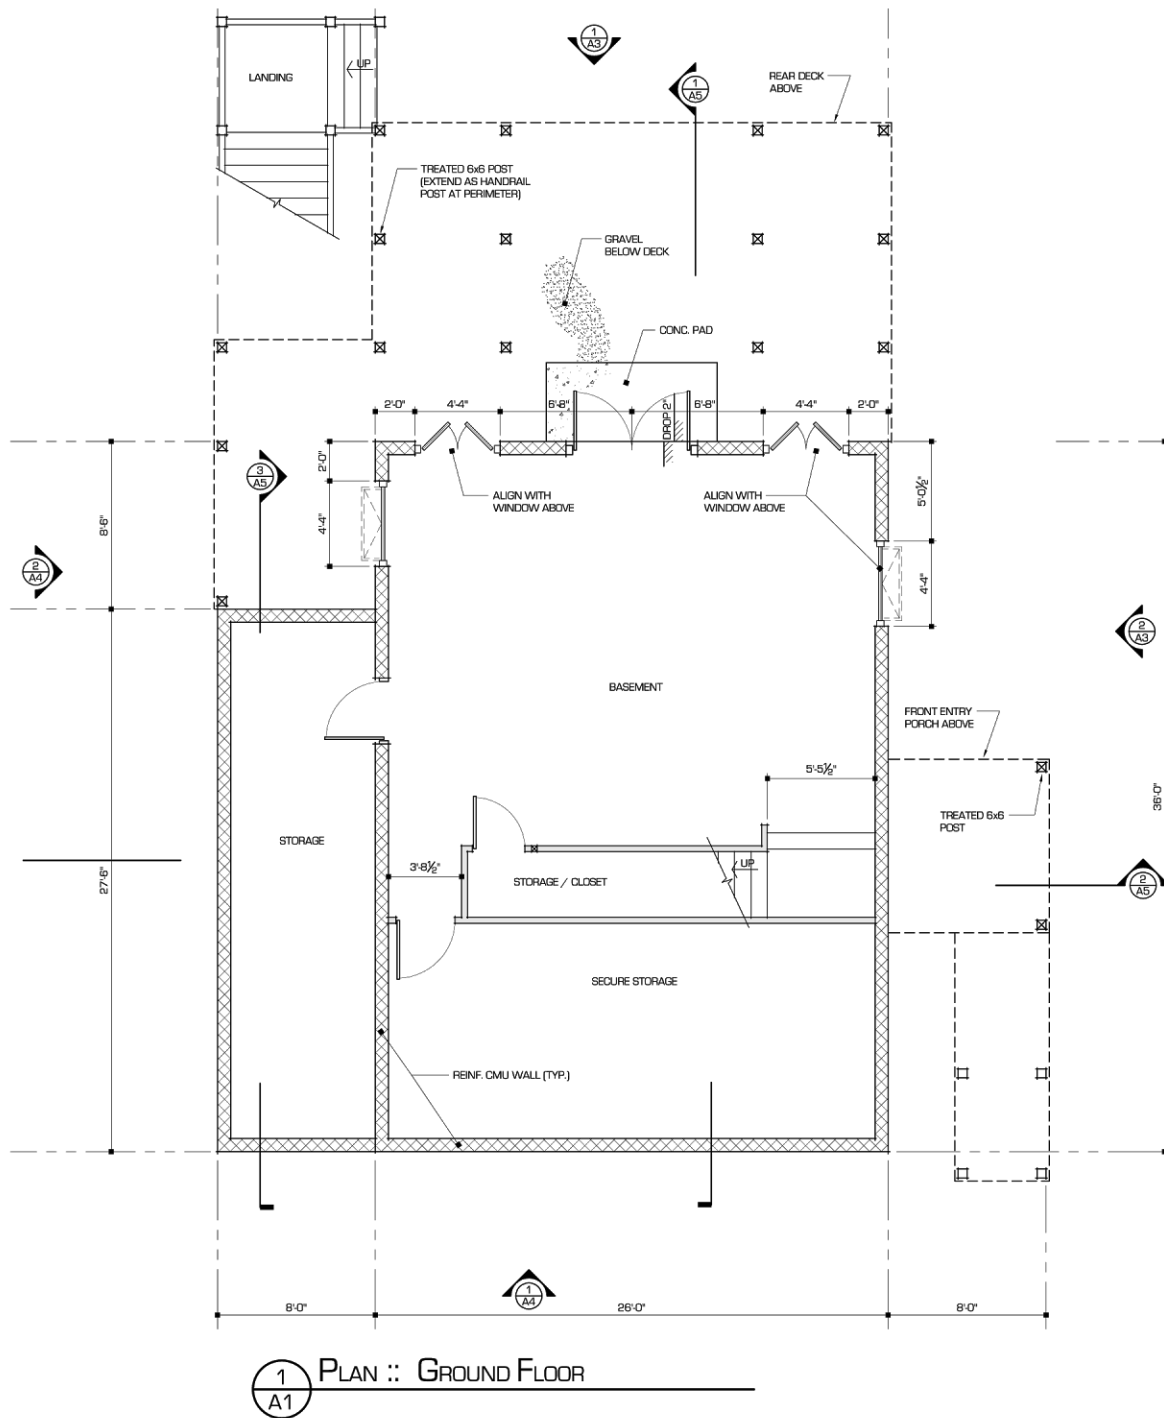 1
A3
UP
LANDING
REAR DECK
ABOVE
1
A5
TREATED 6x6 POST
(EXTEND AS HANDRAIL
POST AT PERIMETER)
GRAVEL
BELOW DECK
CONC. PAD
2'-0"
4'-4"
6'-8"
DROP 2"
6'-8"
4'-4"
2'-0"
2'-0"
3
A5
ALIGN WITH
WINDOW ABOVE
ALIGN WITH
WINDOW ABOVE
5'-0½"
8'-6"
4'-4"
2
A4
4'-4"
2
A3
BASEMENT
FRONT ENTRY
PORCH ABOVE
5'-5½"
36'-0"
TREATED 6x6
POST
STORAGE
3'-8½"
STORAGE / CLOSET
UP
27'-6"
2
A5
SECURE STORAGE
REINF. CMU WALL (TYP.)
1
A4
8'-0"
26'-0"
8'-0"
1
A1
PLAN :: GROUND FLOOR